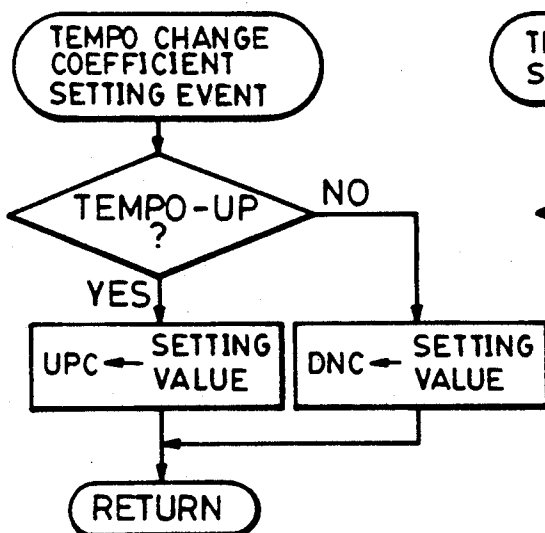 TEMPO CHANGE
COEFFICIENT
SETTING EVENT
TEMPO-UP
?
NO
YES
UPC ← SETTING
VALUE
DNC ← SETTING
VALUE
RETURN